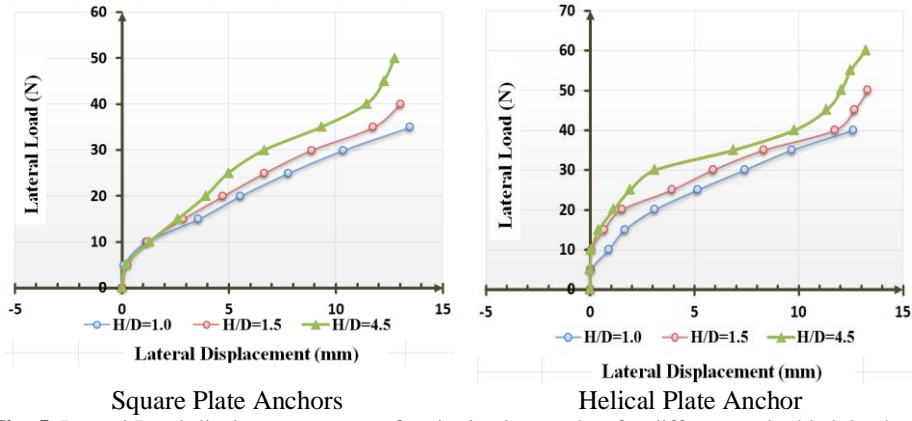 60
50
40
30
20
10
0
-5 0 5 10 15
Lateral Load (N)
H/D=1.0 H/D=1.5 H/D=4.5
Lateral Displacement (mm)
Square Plate Anchors
70
60
50
40
30
20
10
0
-5 0 5 10 15
Lateral Load (N)
H/D=1.0 H/D=1.5 H/D=4.5
Lateral Displacement (mm)
Helical Plate Anchor